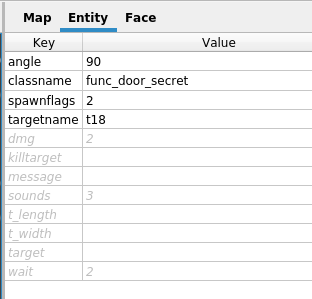 Map Entity Face
Key Value
angle 90
classname func_door_secret
spawnflags 2
targetname t18
dmg 2
killtarget
message
sounds 3
t_length
t_width
target
wait 2